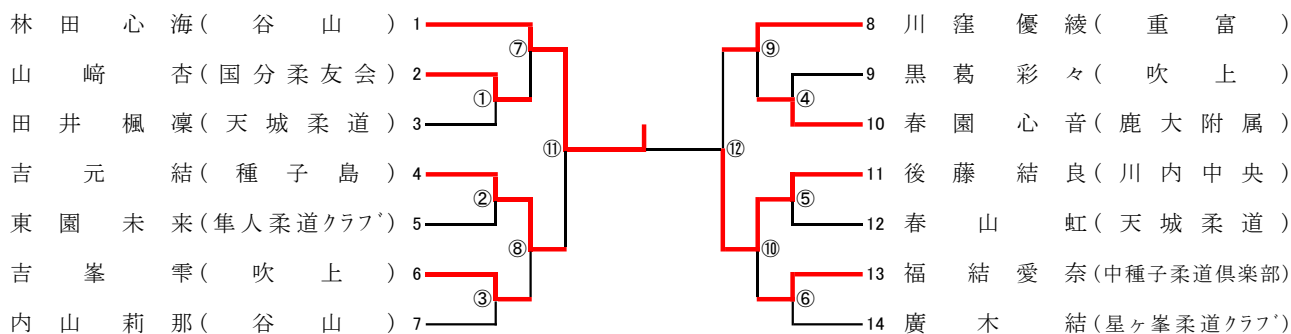 林田心海(谷山) 1
山﨑杏(国分柔友会) 2
田井楓凜(天城柔道) 3
吉元結(種子島) 4
東園未来(隼人柔道ｸﾗﾌﾞ) 5
吉峯雫(吹上) 6
内山莉那(谷山) 7
⑦
①
⑪
②
⑧
③
⑨
④
⑫
⑤
⑩
⑥
8 川窪優綾(重富)
9 黒葛彩々(吹上)
10 春園心音(鹿大附属)
11 後藤結良(川内中央)
12 春山虹(天城柔道)
13 福結愛奈(中種子柔道倶楽部)
14 廣木結(星ヶ峯柔道ｸﾗﾌﾞ)